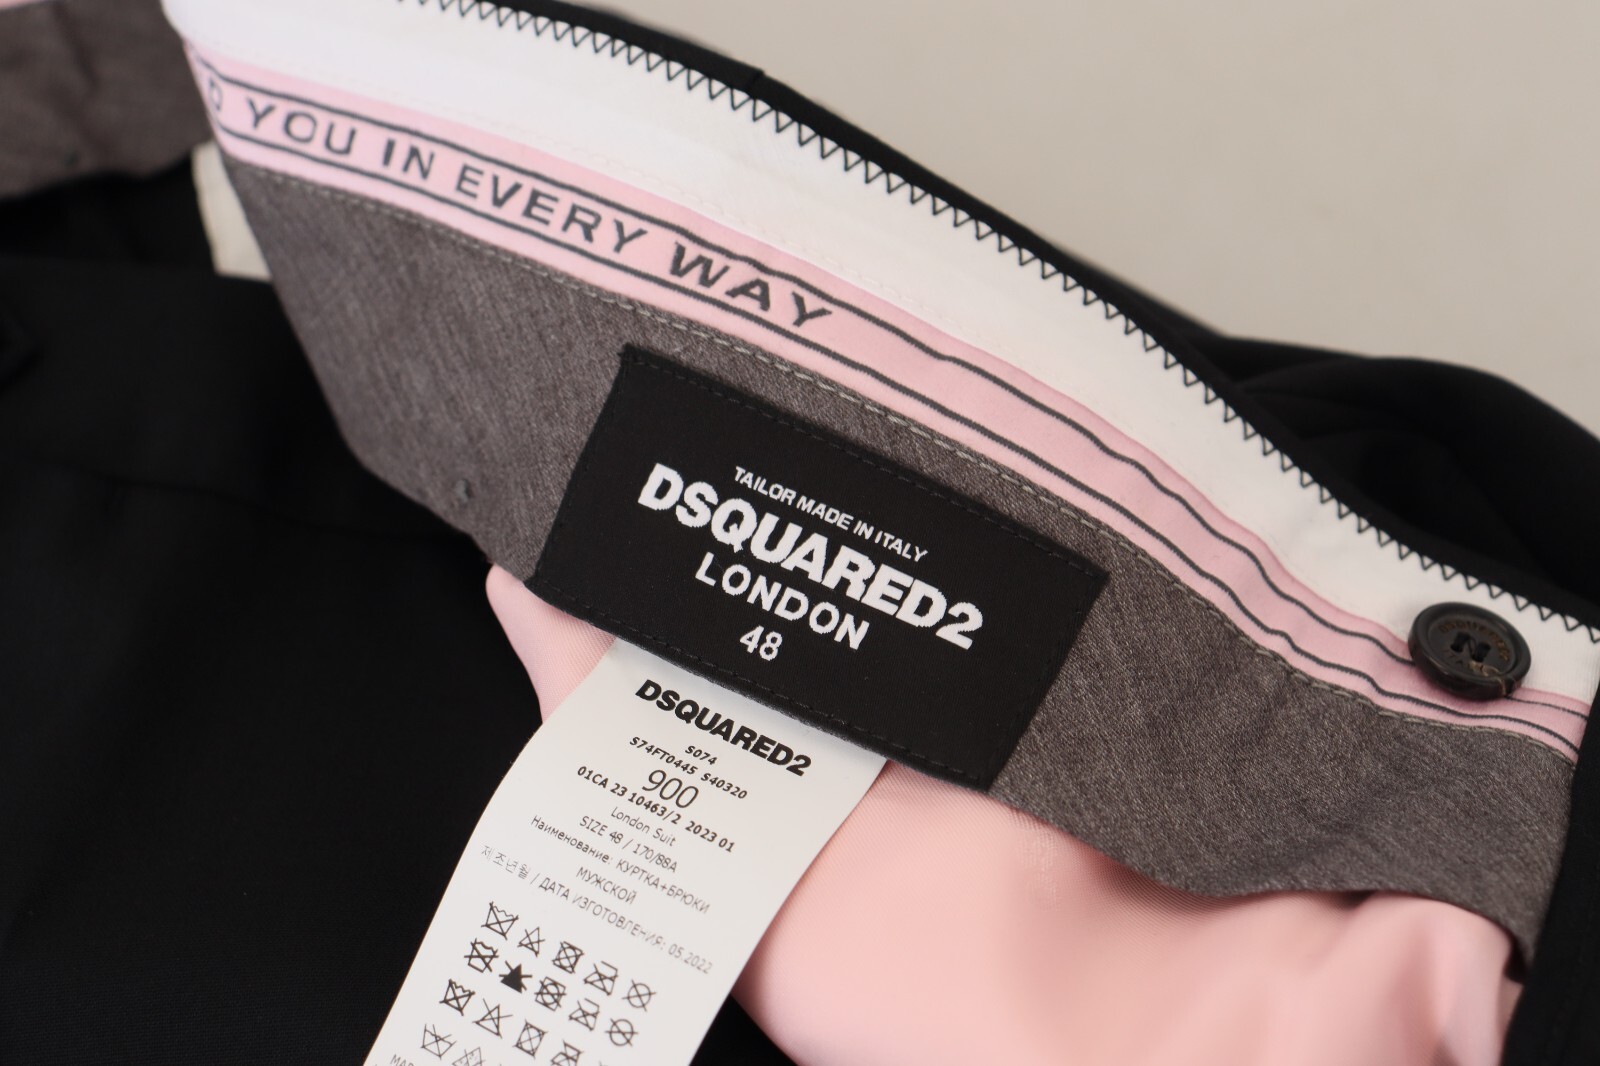 YOU IN EVERY WAY
TAILOR MADE IN ITALY
DSQUARED2
LONDON
48
DSQUARED2
S074
S74FT0445 S40320
900
01CA 23 10463/2 2023 01
London Suit
SIZE 48 / 170/88A
Наименование: КУРТКА+БРЮКИ
МУЖСКОЙ
제조년월 / ДАТА ИЗГОТОВЛЕНИЯ: 05.2022